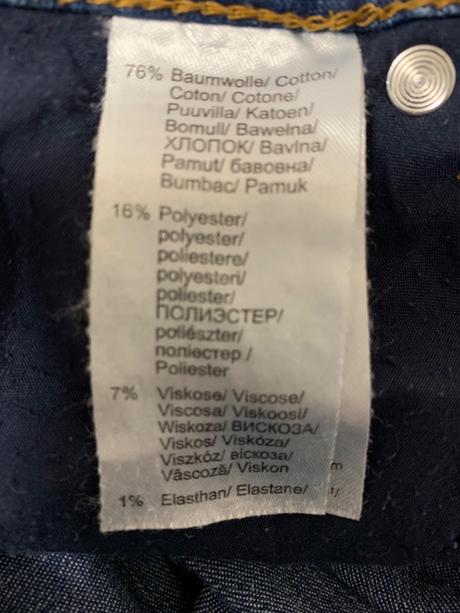 76% Baumwolle/ Cotton/
Coton/ Cotone/
Puuvilla/ Katoen/
Bomull/ Bawełna/
ХЛОПОК/ Bavlna/
Pamut/ бавовна/
Bumbac/ Pamuk
16% Polyester/
polyester/
poliestere/
polyesteri/
poliester/
ПОЛИЭСТЕР/
poliészter/
поліестер /
Poliester
7% Viskose/ Viscose/
Viscosa/ Viskoosi/
Wiskoza/ ВИСКОЗА/
Viskos/ Viskóza/
Viszkóz/ віскоза/
Vâscoză/ Viskon
1% Elasthan/ Elastane/